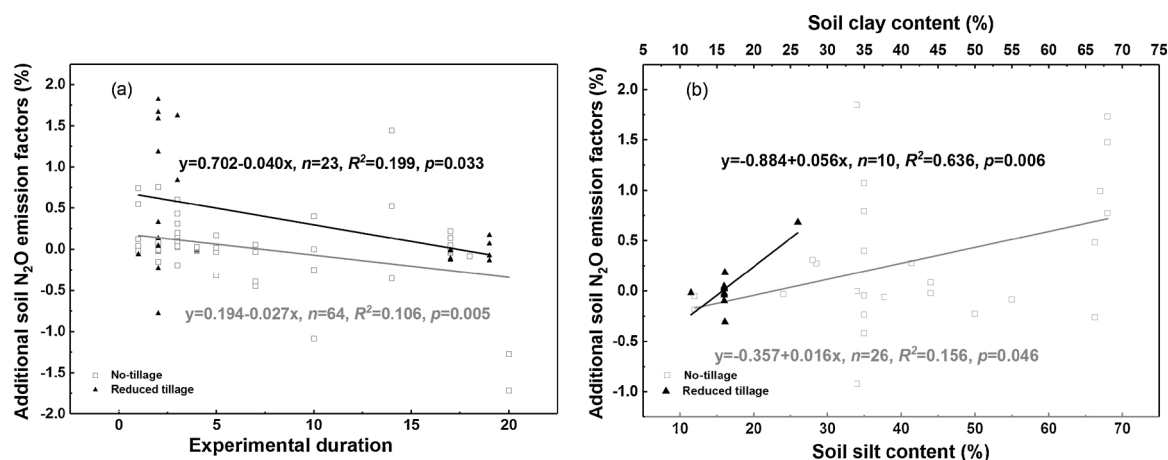 Additional soil N₂O emission factors (%)
2.0
1.5
1.0
0.5
0.0
-0.5
-1.0
-1.5
-2.0
(a)
y=0.702-0.040x, n=23, R²=0.199, p=0.033
y=0.194-0.027x, n=64, R²=0.106, p=0.005
No-tillage
Reduced tillage
0 5 10 15 20
Experimental duration
Soil clay content (%)
5 10 15 20 25 30 35 40 45 50 55 60 65 70 75
Additional soil N₂O emission factors (%)
2.0
1.5
1.0
0.5
0.0
-0.5
-1.0
(b)
y=-0.884+0.056x, n=10, R²=0.636, p=0.006
y=-0.357+0.016x, n=26, R²=0.156, p=0.046
No-tillage
Reduced tillage
10 20 30 40 50 60 70
Soil silt content (%)